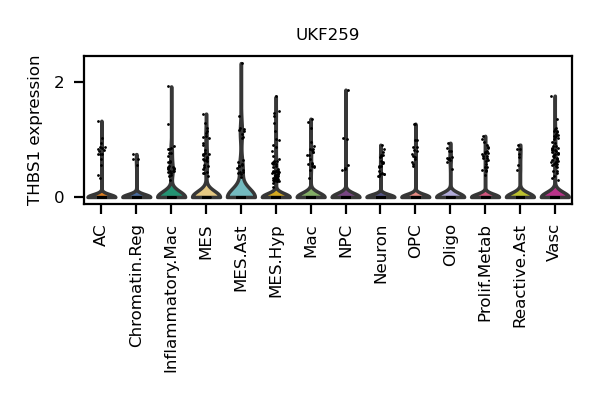 UKF259
THBS1 expression
2
0
AC
Chromatin.Reg
Inflammatory.Mac
MES
MES.Ast
MES.Hyp
Mac
NPC
Neuron
OPC
Oligo
Prolif.Metab
Reactive.Ast
Vasc